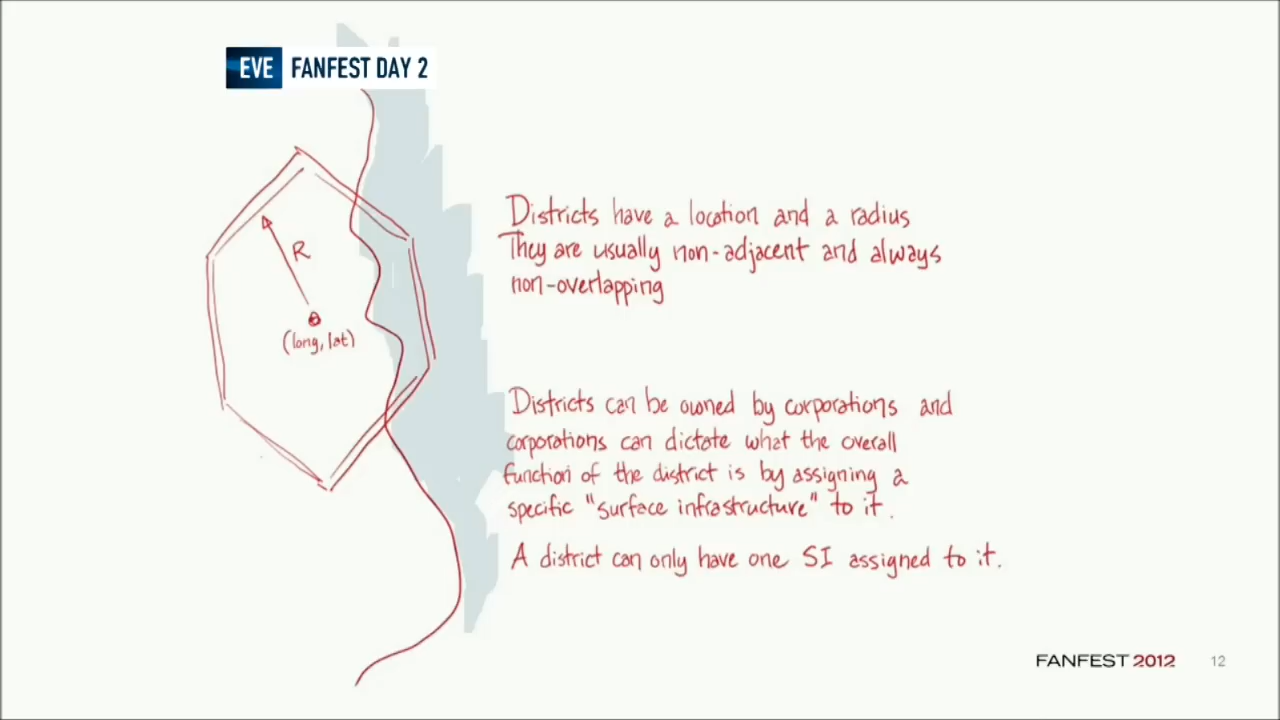 EVE FANFEST DAY 2
R
(long, lat)
Districts have a location and a radius
They are usually non-adjacent and always
non-overlapping
Districts can be owned by corporations and
corporations can dictate what the overall
function of the district is by assigning a
specific "surface infrastructure" to it.
A district can only have one SI assigned to it.
FANFEST 2012 12